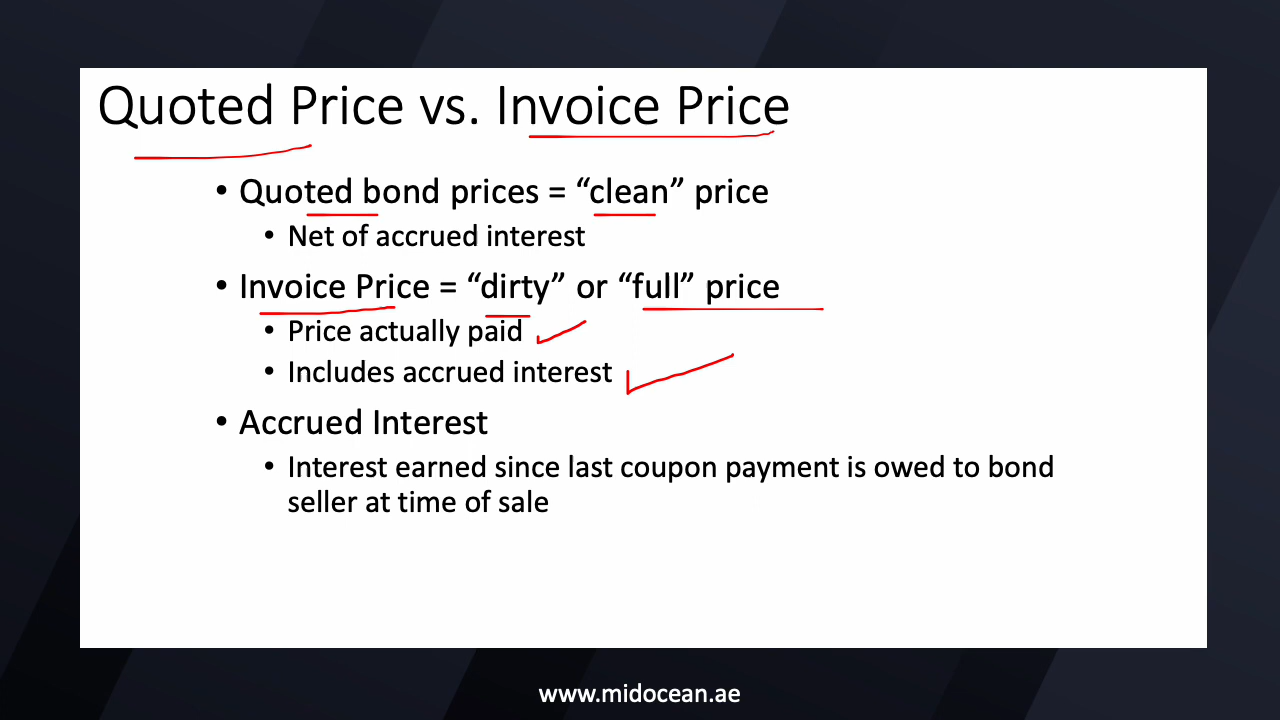 Quoted Price vs. Invoice Price
• Quoted bond prices = “clean” price
• Net of accrued interest
• Invoice Price = “dirty” or “full” price
• Price actually paid
• Includes accrued interest
• Accrued Interest
• Interest earned since last coupon payment is owed to bond
seller at time of sale
www.midocean.ae